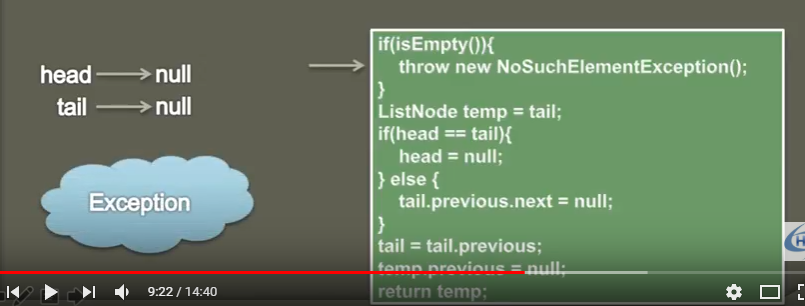 head null
tail null
Exception
if(isEmpty()){
throw new NoSuchElementException();
}
ListNode temp = tail;
if(head == tail){
head = null;
} else {
tail.previous.next = null;
}
tail = tail.previous;
temp.previous = null;
return temp;
9:22 / 14:40